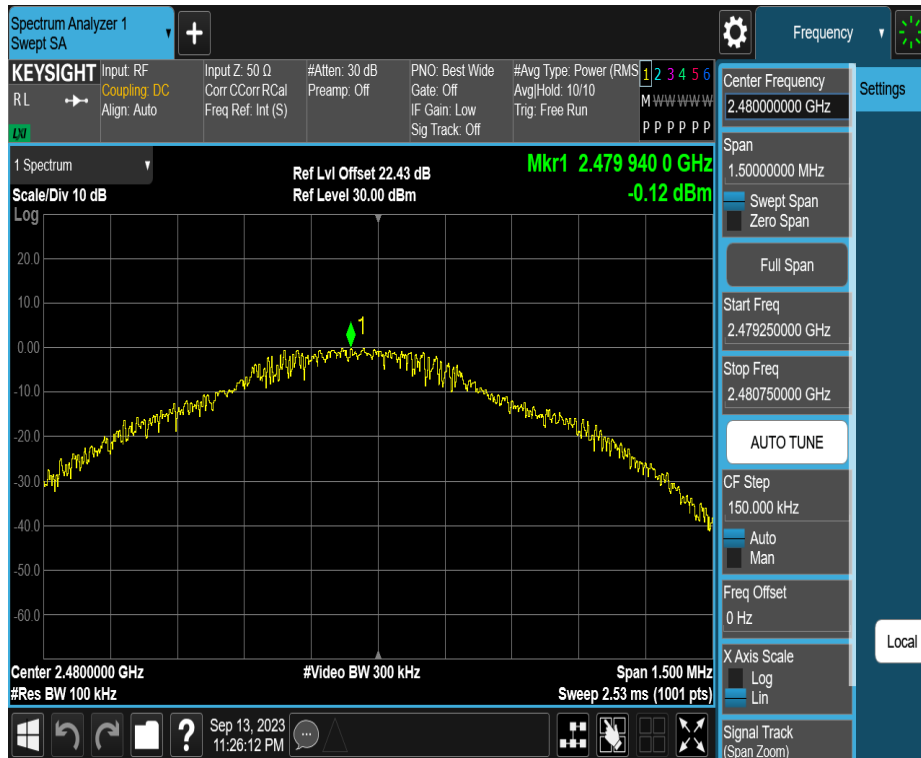 Spectrum Analyzer 1
Swept SA
+
Frequency
KEYSIGHT
R L
LXI
Input: RF
Coupling: DC
Align: Auto
Input Z: 50 Ω
Corr CCorr RCal
Freq Ref: Int (S)
#Atten: 30 dB
Preamp: Off
PNO: Best Wide
Gate: Off
IF Gain: Low
Sig Track: Off
#Avg Type: Power (RMS
Avg|Hold: 10/10
Trig: Free Run
1 2 3 4 5 6
M W W W W W
P P P P P P
1 Spectrum
Scale/Div 10 dB
Log
Ref Lvl Offset 22.43 dB
Ref Level 30.00 dBm
Mkr1 2.479 940 0 GHz
-0.12 dBm
20.0
10.0
0.00
-10.0
-20.0
-30.0
-40.0
-50.0
-60.0
1
Center 2.4800000 GHz
#Res BW 100 kHz
#Video BW 300 kHz
Span 1.500 MHz
Sweep 2.53 ms (1001 pts)
?
Sep 13, 2023
11:26:12 PM
Center Frequency
2.480000000 GHz
Span
1.50000000 MHz
Swept Span
Zero Span
Full Span
Start Freq
2.479250000 GHz
Stop Freq
2.480750000 GHz
AUTO TUNE
CF Step
150.000 kHz
Auto
Man
Freq Offset
0 Hz
X Axis Scale
Log
Lin
Signal Track
(Span Zoom)
Settings
Local